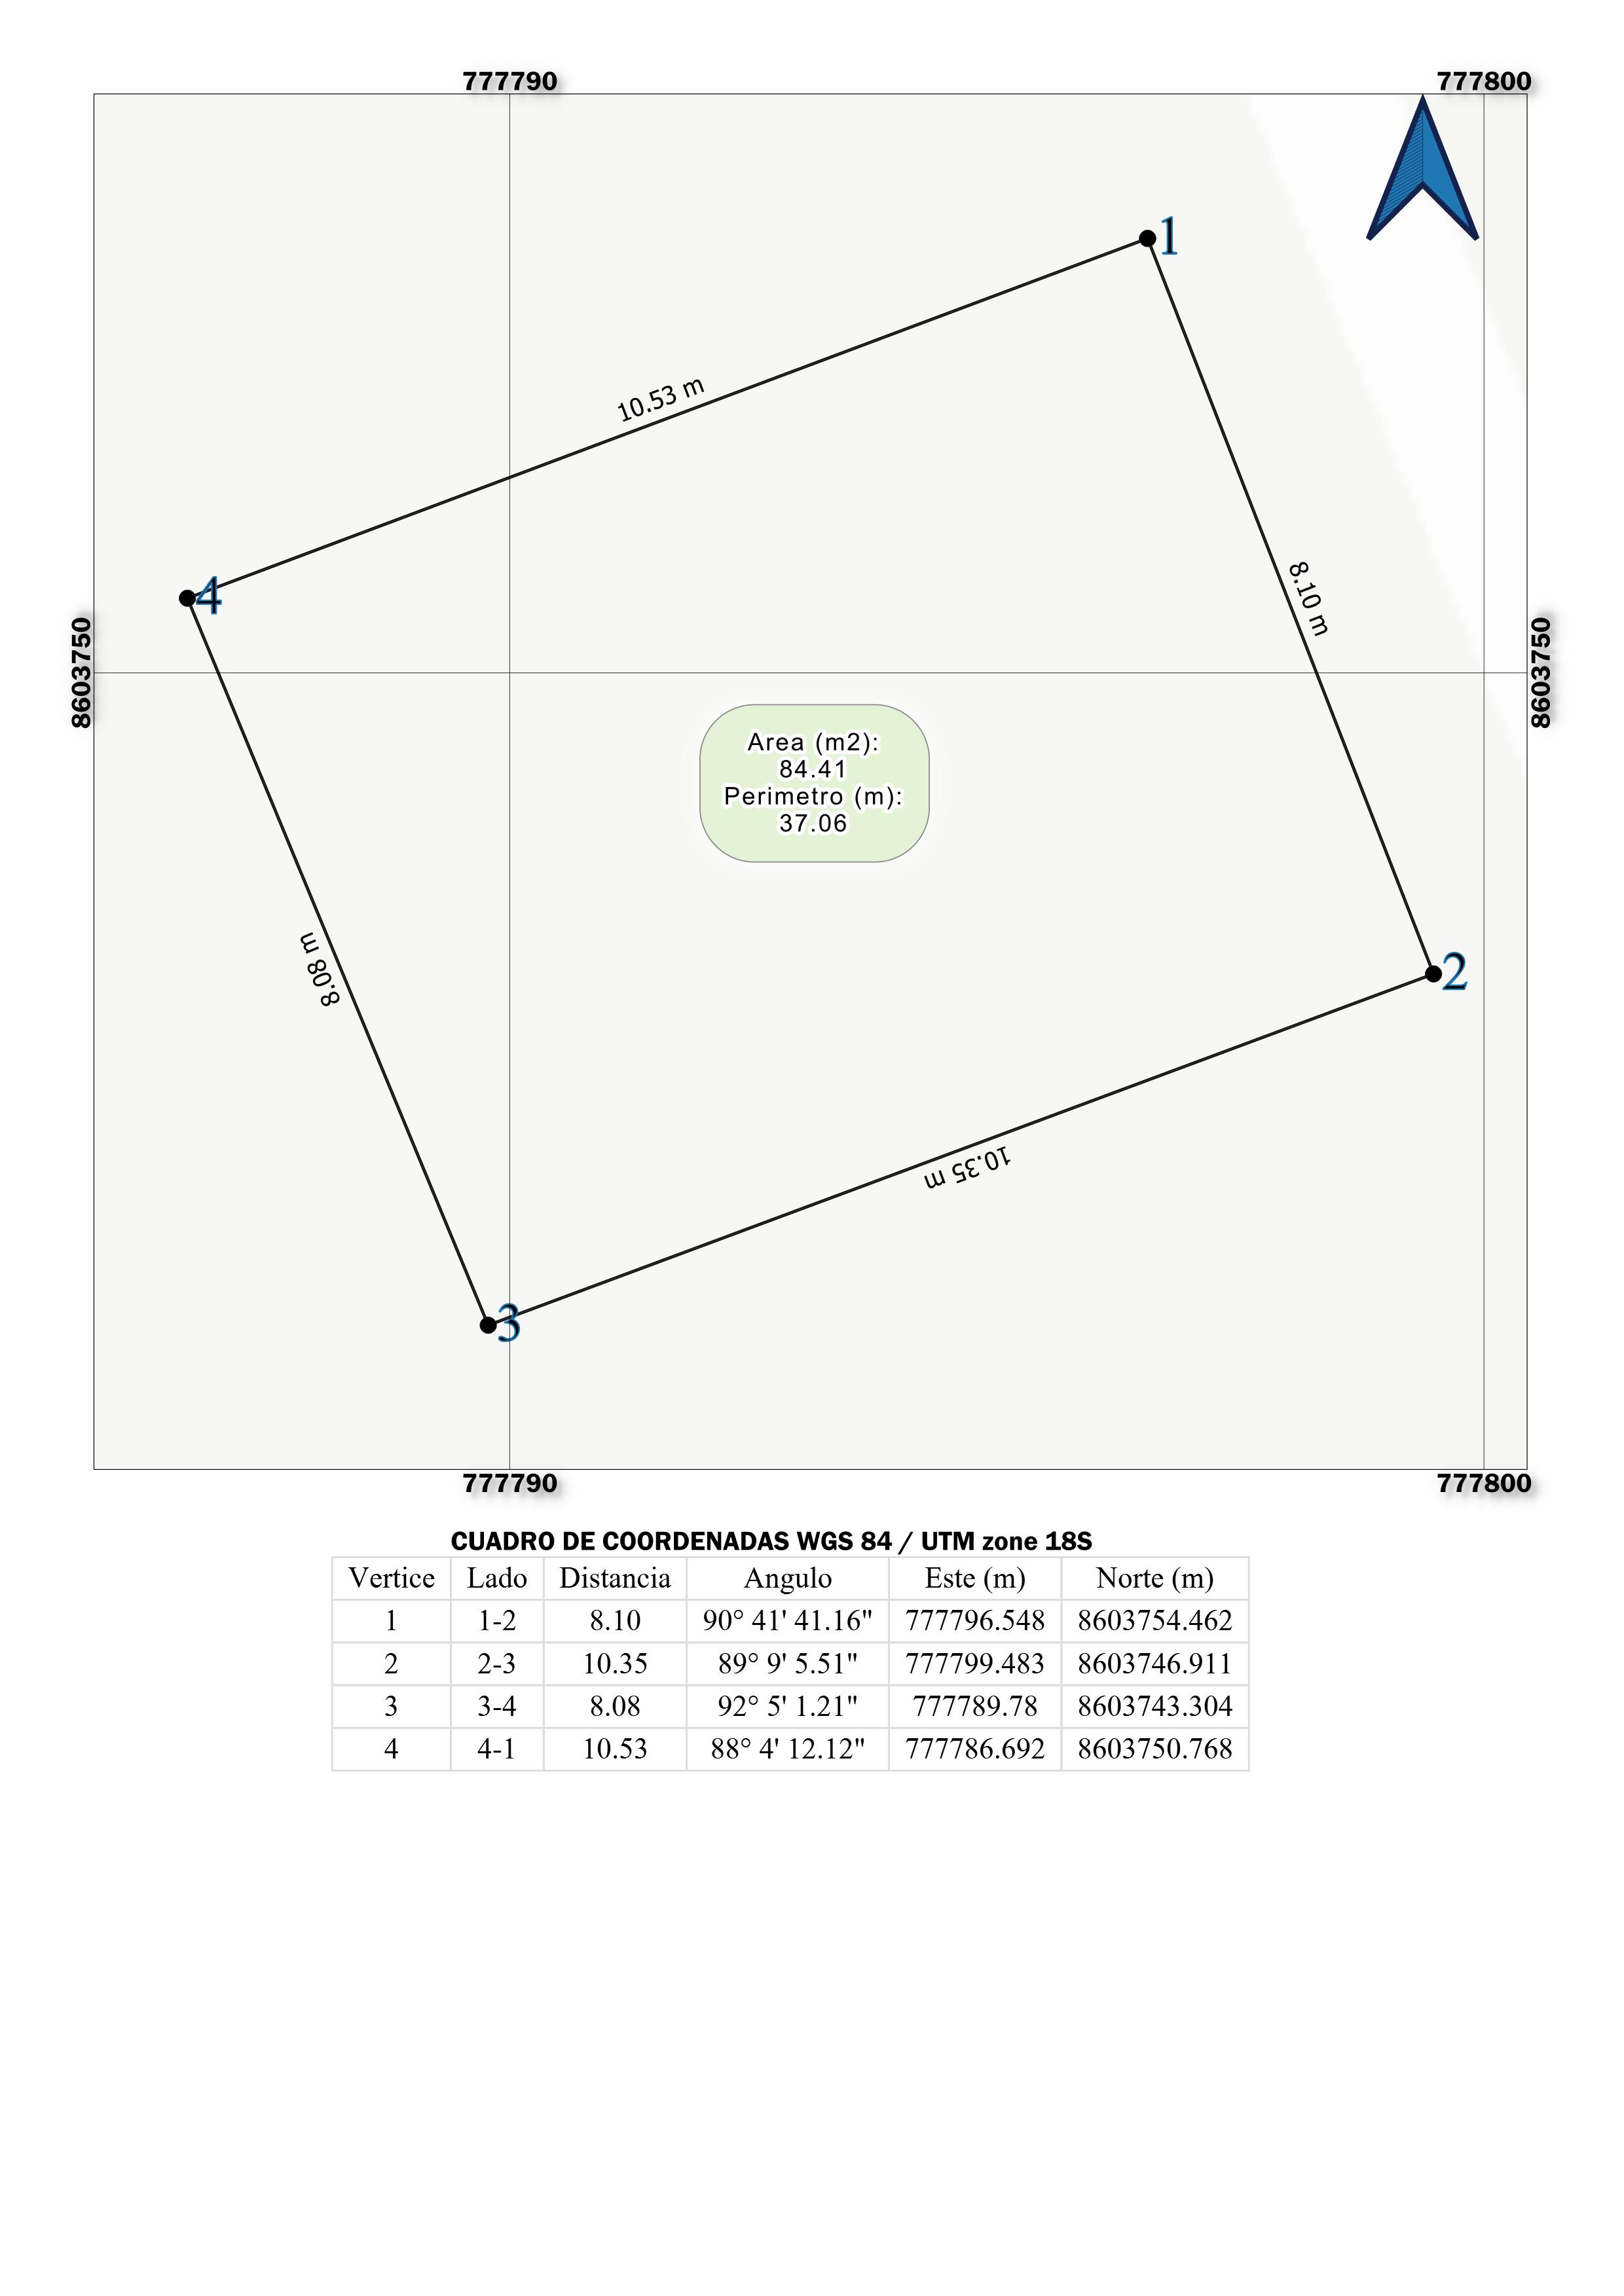 777790 777800
1
10.53 m
8.10 m
4
8603750 8603750
Area (m2):
84.41
Perimetro (m):
37.06
8.08 m
2
10.35 m
3
777790 777800
CUADRO DE COORDENADAS WGS 84 / UTM zone 18S
Vertice Lado Distancia Angulo Este (m) Norte (m)
1 1-2 8.10 90° 41' 41.16" 777796.548 8603754.462
2 2-3 10.35 89° 9' 5.51" 777799.483 8603746.911
3 3-4 8.08 92° 5' 1.21" 777789.78 8603743.304
4 4-1 10.53 88° 4' 12.12" 777786.692 8603750.768